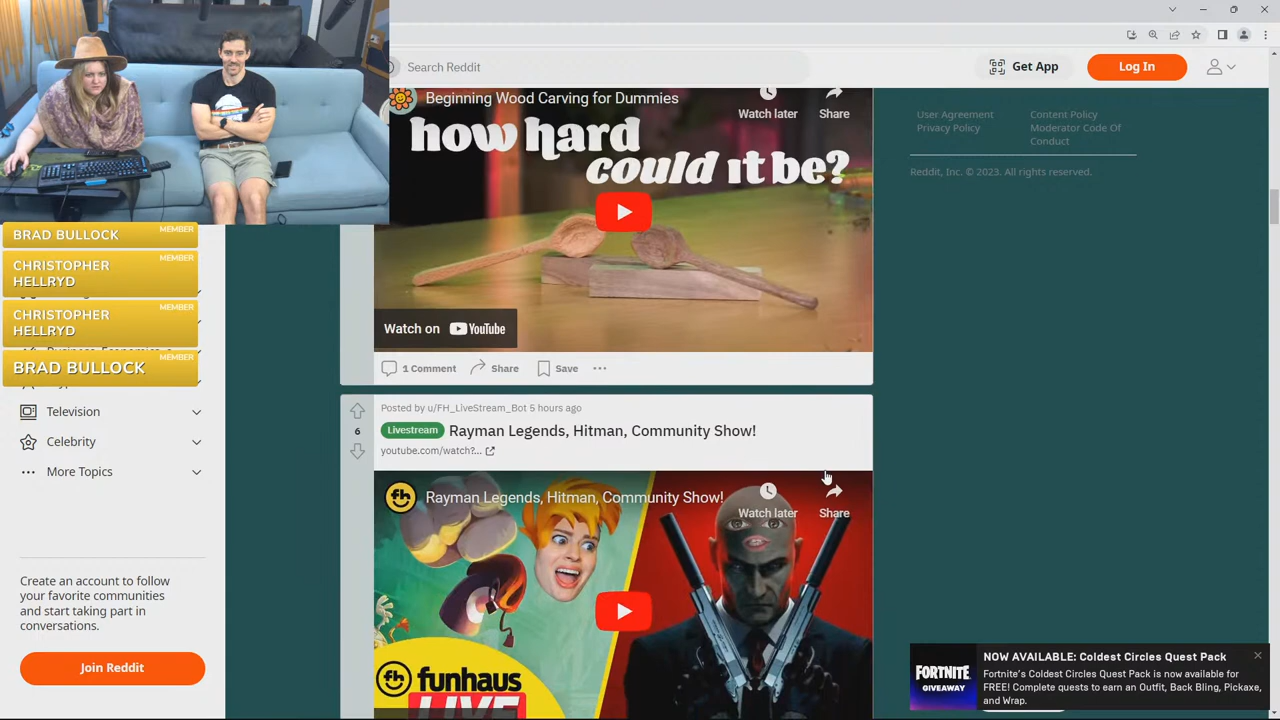 Search Reddit
Get App
Log In
Beginning Wood Carving for Dummies
Watch later
Share
how hard
could it be?
Watch on YouTube
1 Comment
Share
Save
User Agreement
Privacy Policy
Content Policy
Moderator Code Of
Conduct
Reddit, Inc. © 2023. All rights reserved.
BRAD BULLOCK
MEMBER
CHRISTOPHER
HELLRYD
MEMBER
CHRISTOPHER
HELLRYD
MEMBER
BRAD BULLOCK
MEMBER
Television
Celebrity
More Topics
Create an account to follow
your favorite communities
and start taking part in
conversations.
Join Reddit
6
Posted by u/FH_LiveStream_Bot 5 hours ago
Livestream Rayman Legends, Hitman, Community Show!
youtube.com/watch?...
fh
Rayman Legends, Hitman, Community Show!
Watch later
Share
fh funhaus
LIVE
FORTNITE
GIVEAWAY
NOW AVAILABLE: Coldest Circles Quest Pack
Fortnite's Coldest Circles Quest Pack is now available for
FREE! Complete quests to earn an Outfit, Back Bling, Pickaxe,
and Wrap.